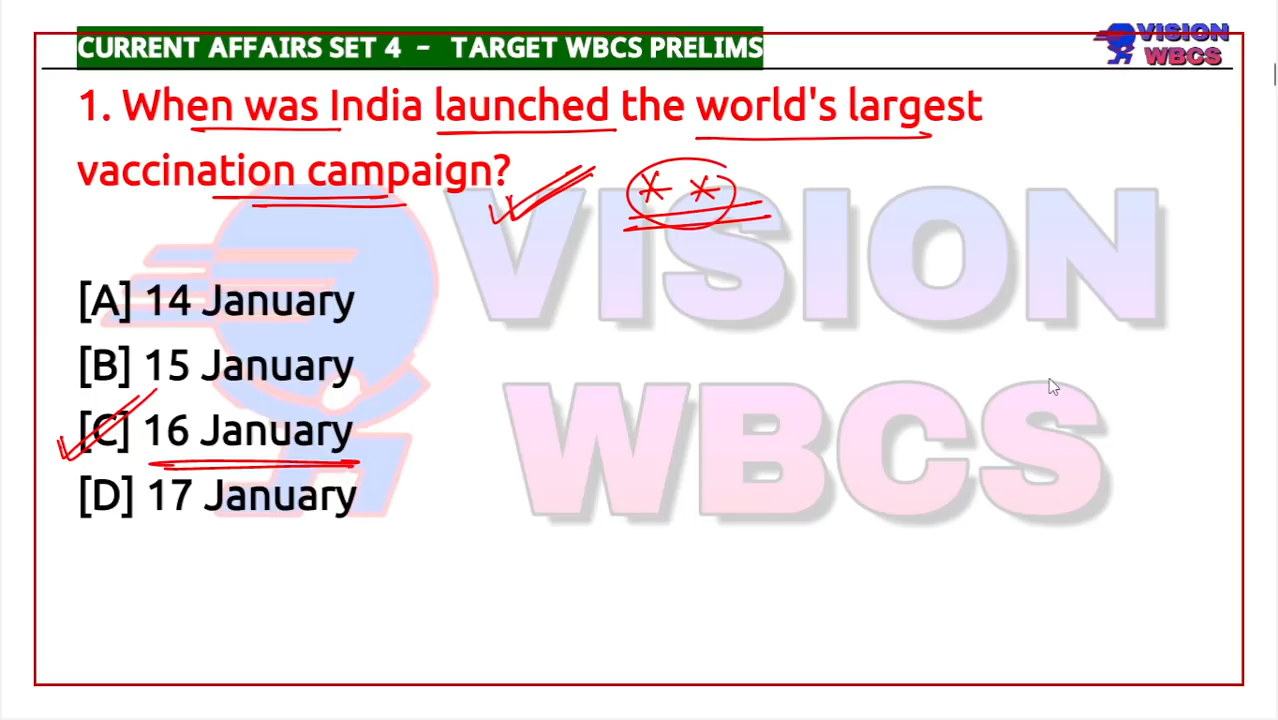 CURRENT AFFAIRS SET 4 - TARGET WBCS PRELIMS
VISION
WBCS
1. When was India launched the world's largest
vaccination campaign?
[A] 14 January
[B] 15 January
[C] 16 January
[D] 17 January
VISION
WBCS